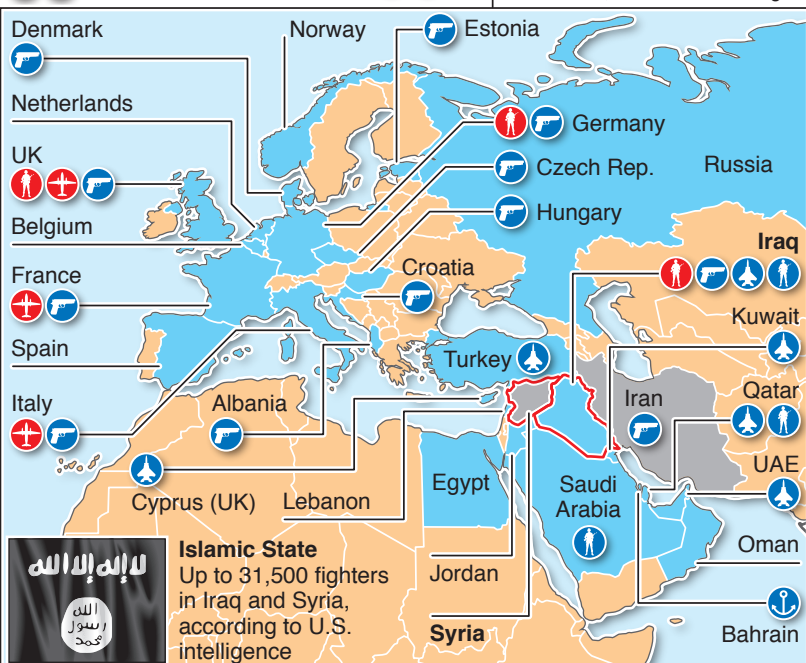 Denmark
Norway
Estonia
Netherlands
Germany
UK
Czech Rep.
Russia
Belgium
Hungary
Iraq
France
Croatia
Kuwait
Spain
Turkey
Italy
Albania
Iran
Qatar
Cyprus (UK)
Lebanon
Egypt
Saudi
Arabia
UAE
Oman
Jordan
Syria
Bahrain
لا إله إلا الله
الله
رسول
محمد
Islamic State
Up to 31,500 fighters
in Iraq and Syria,
according to U.S.
intelligence